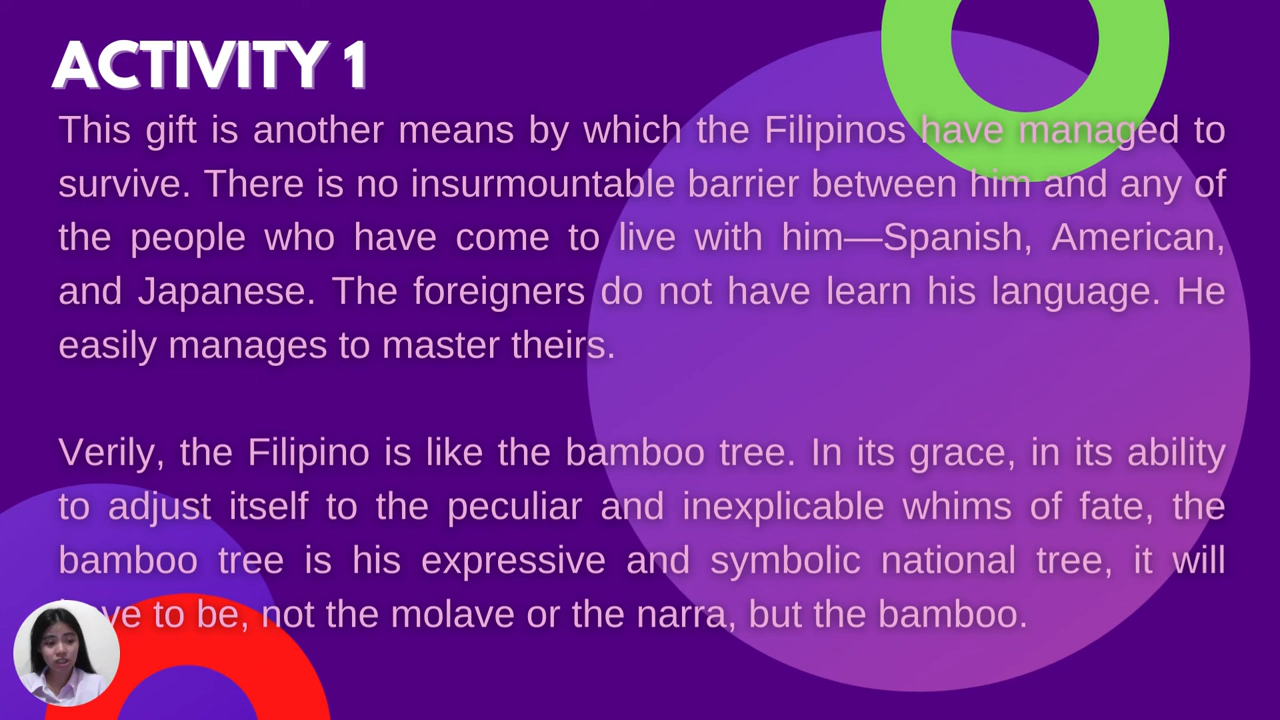 ACTIVITY 1
This gift is another means by which the Filipinos have managed to
survive. There is no insurmountable barrier between him and any of
the people who have come to live with him—Spanish, American,
and Japanese. The foreigners do not have learn his language. He
easily manages to master theirs.
Verily, the Filipino is like the bamboo tree. In its grace, in its ability
to adjust itself to the peculiar and inexplicable whims of fate, the
bamboo tree is his expressive and symbolic national tree, it will
have to be, not the molave or the narra, but the bamboo.